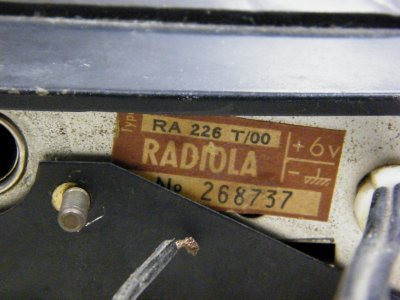 Type
RA 226 T/00
RADIOLA
+6V
-
No 268737